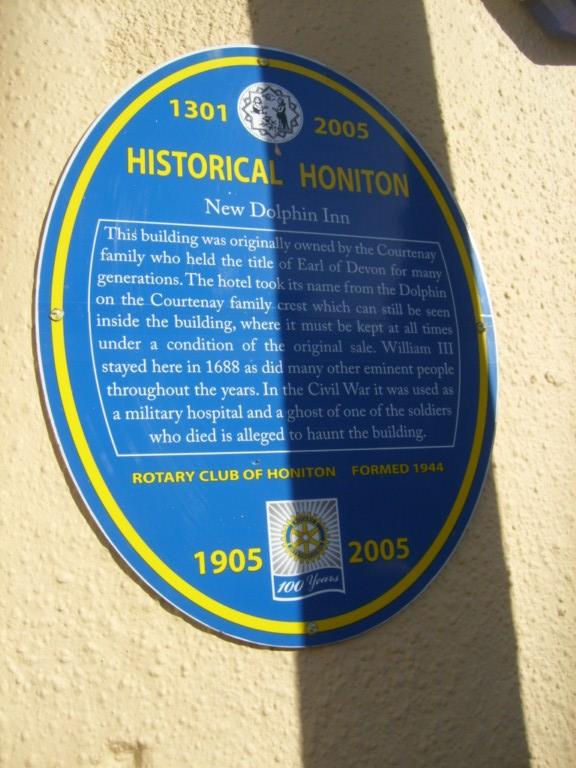 1301 2005
HISTORICAL HONITON
New Dolphin Inn
This building was originally owned by the Courtenay
family who held the title of Earl of Devon for many
generations. The hotel took its name from the Dolphin
on the Courtenay family crest which can still be seen
inside the building, where it must be kept at all times
under a condition of the original sale. William III
stayed here in 1688 as did many other eminent people
throughout the years. In the Civil War it was used as
a military hospital and a ghost of one of the soldiers
who died is alleged to haunt the building.
ROTARY CLUB OF HONITON FORMED 1944
1905 2005
100 Years